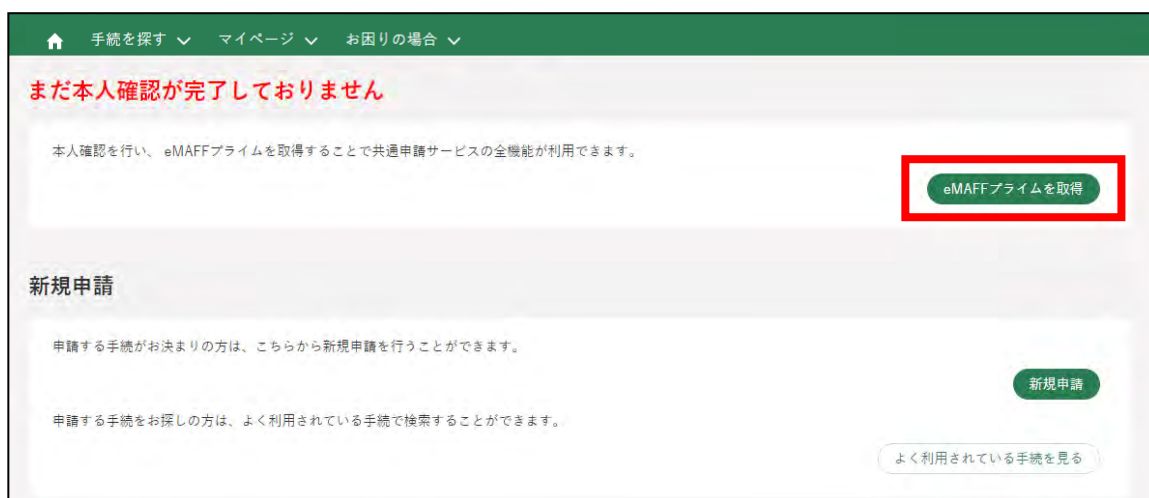 手続を探す マイページ お困りの場合
まだ本人確認が完了しておりません
本人確認を行い、 eMAFFプライムを取得することで共通申請サービスの全機能が利用できます。
eMAFFプライムを取得
新規申請
申請する手続がお決まりの方は、こちらから新規申請を行うことができます。
新規申請
申請する手続をお探しの方は、よく利用されている手続で検索することができます。
よく利用されている手続を見る